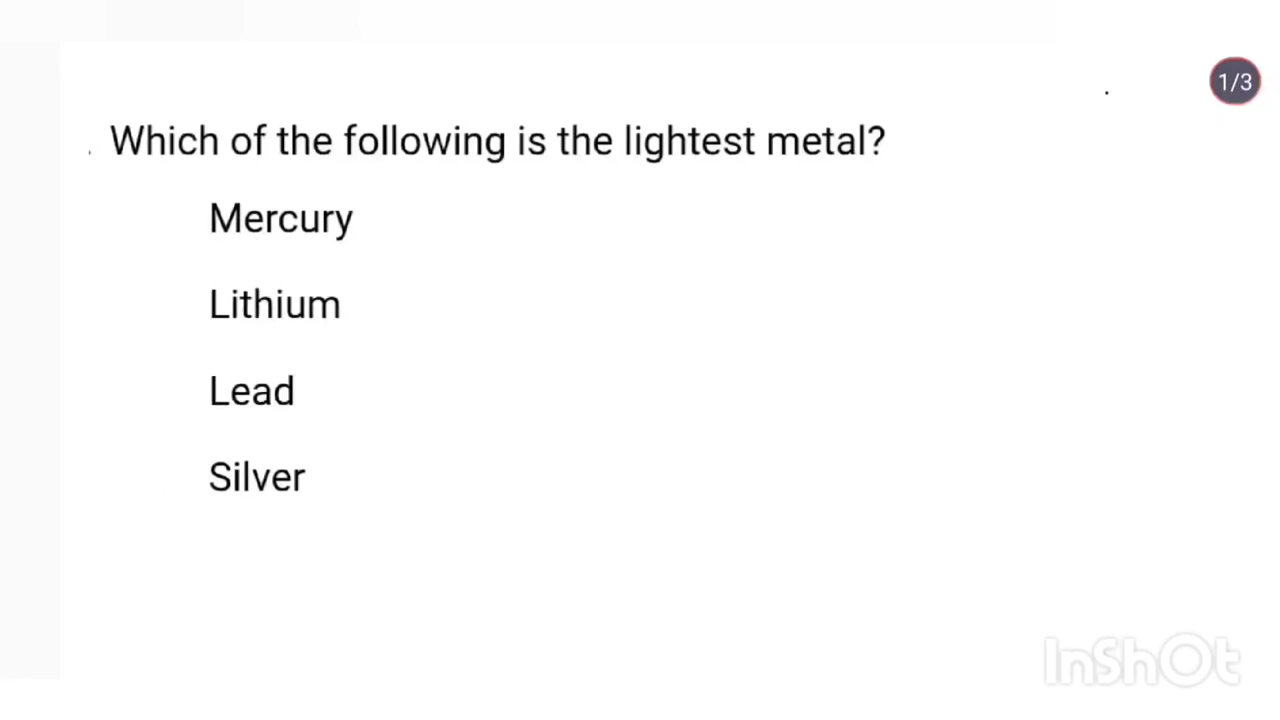 1/3
Which of the following is the lightest metal?
Mercury
Lithium
Lead
Silver
InShOt